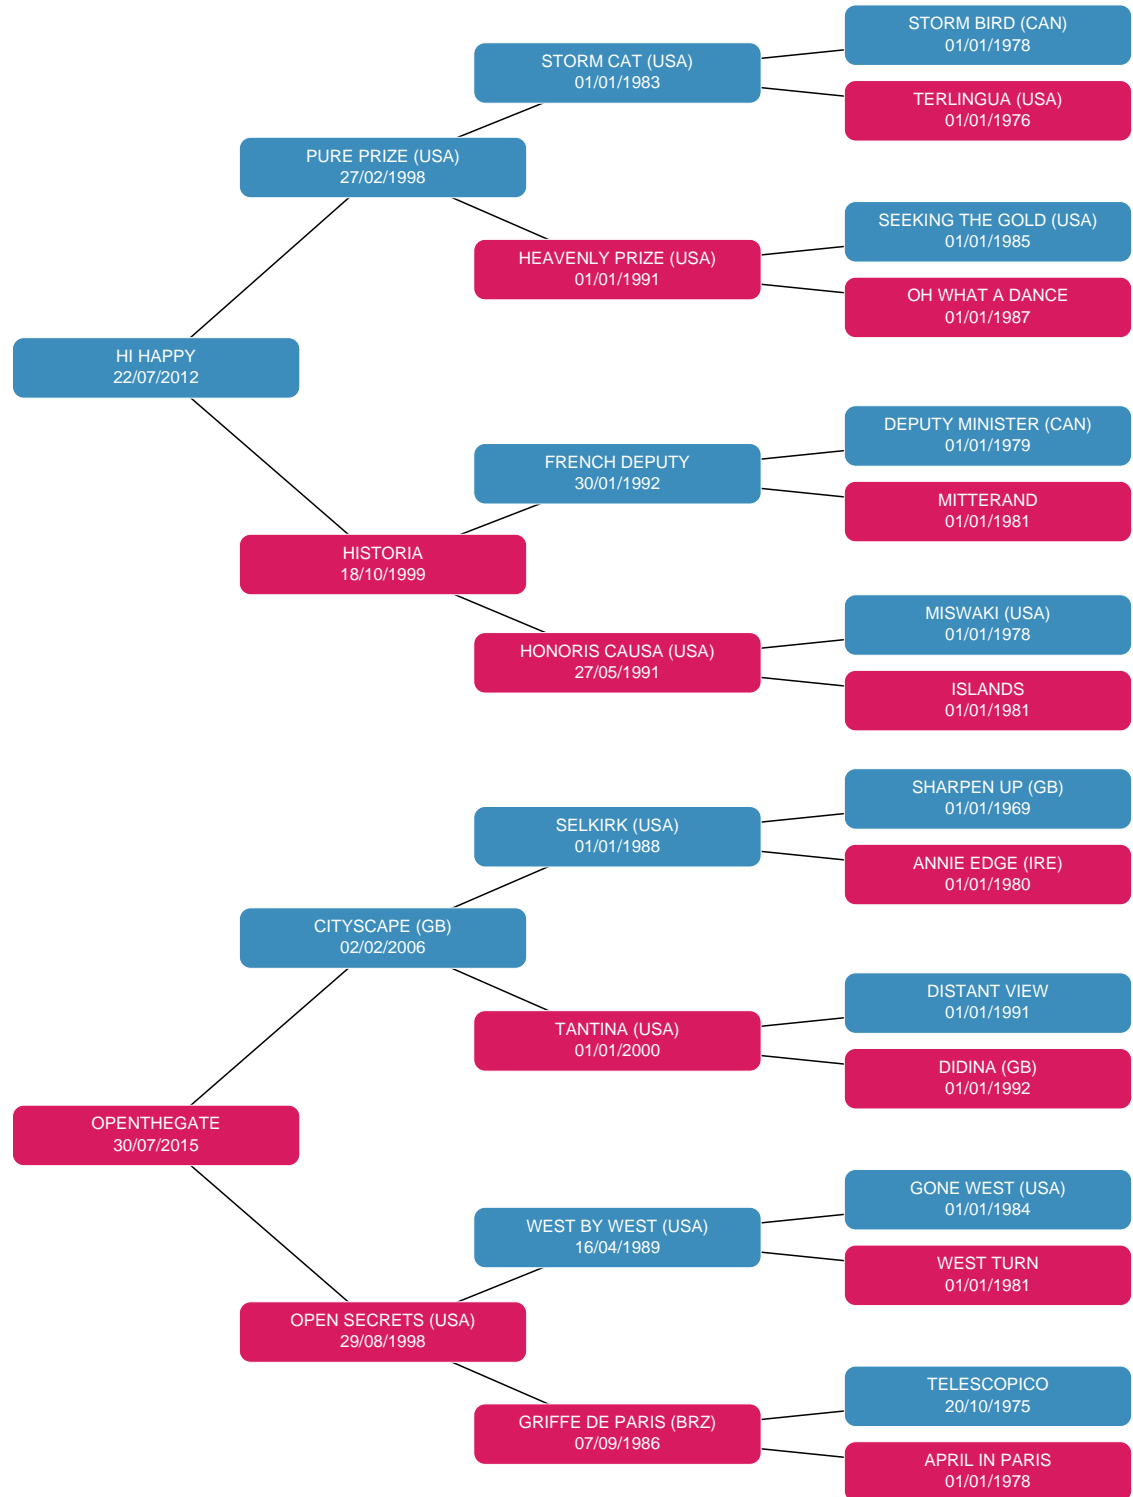 STORM BIRD (CAN)
01/01/1978
STORM CAT (USA)
01/01/1983
TERLINGUA (USA)
01/01/1976
PURE PRIZE (USA)
27/02/1998
SEEKING THE GOLD (USA)
01/01/1985
HEAVENLY PRIZE (USA)
01/01/1991
OH WHAT A DANCE
01/01/1987
HI HAPPY
22/07/2012
DEPUTY MINISTER (CAN)
01/01/1979
FRENCH DEPUTY
30/01/1992
MITTERAND
01/01/1981
HISTORIA
18/10/1999
MISWAKI (USA)
01/01/1978
HONORIS CAUSA (USA)
27/05/1991
ISLANDS
01/01/1981
SHARPEN UP (GB)
01/01/1969
SELKIRK (USA)
01/01/1988
ANNIE EDGE (IRE)
01/01/1980
CITYSCAPE (GB)
02/02/2006
DISTANT VIEW
01/01/1991
TANTINA (USA)
01/01/2000
DIDINA (GB)
01/01/1992
OPENTHEGATE
30/07/2015
GONE WEST (USA)
01/01/1984
WEST BY WEST (USA)
16/04/1989
WEST TURN
01/01/1981
OPEN SECRETS (USA)
29/08/1998
TELESCOPICO
20/10/1975
GRIFFE DE PARIS (BRZ)
07/09/1986
APRIL IN PARIS
01/01/1978